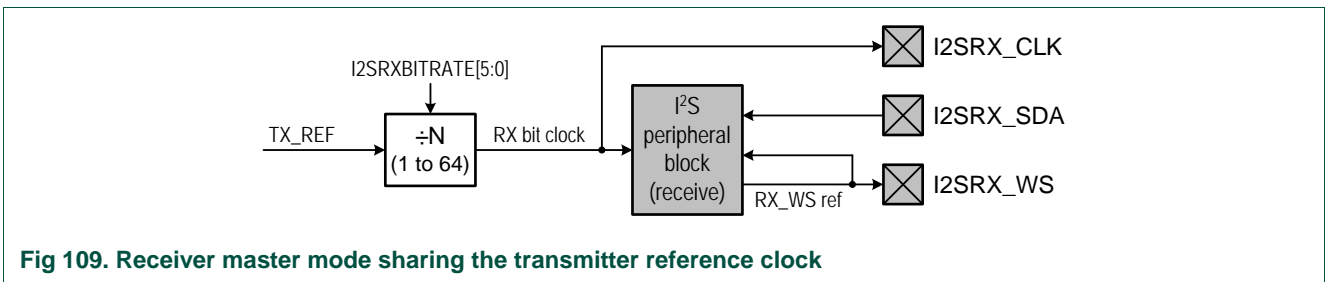 I2SRX_CLK
I2SRXBITRATE[5:0]
TX_REF
÷N
(1 to 64)
RX bit clock
I²S
peripheral
block
(receive)
I2SRX_SDA
I2SRX_WS
RX_WS ref
Fig 109. Receiver master mode sharing the transmitter reference clock